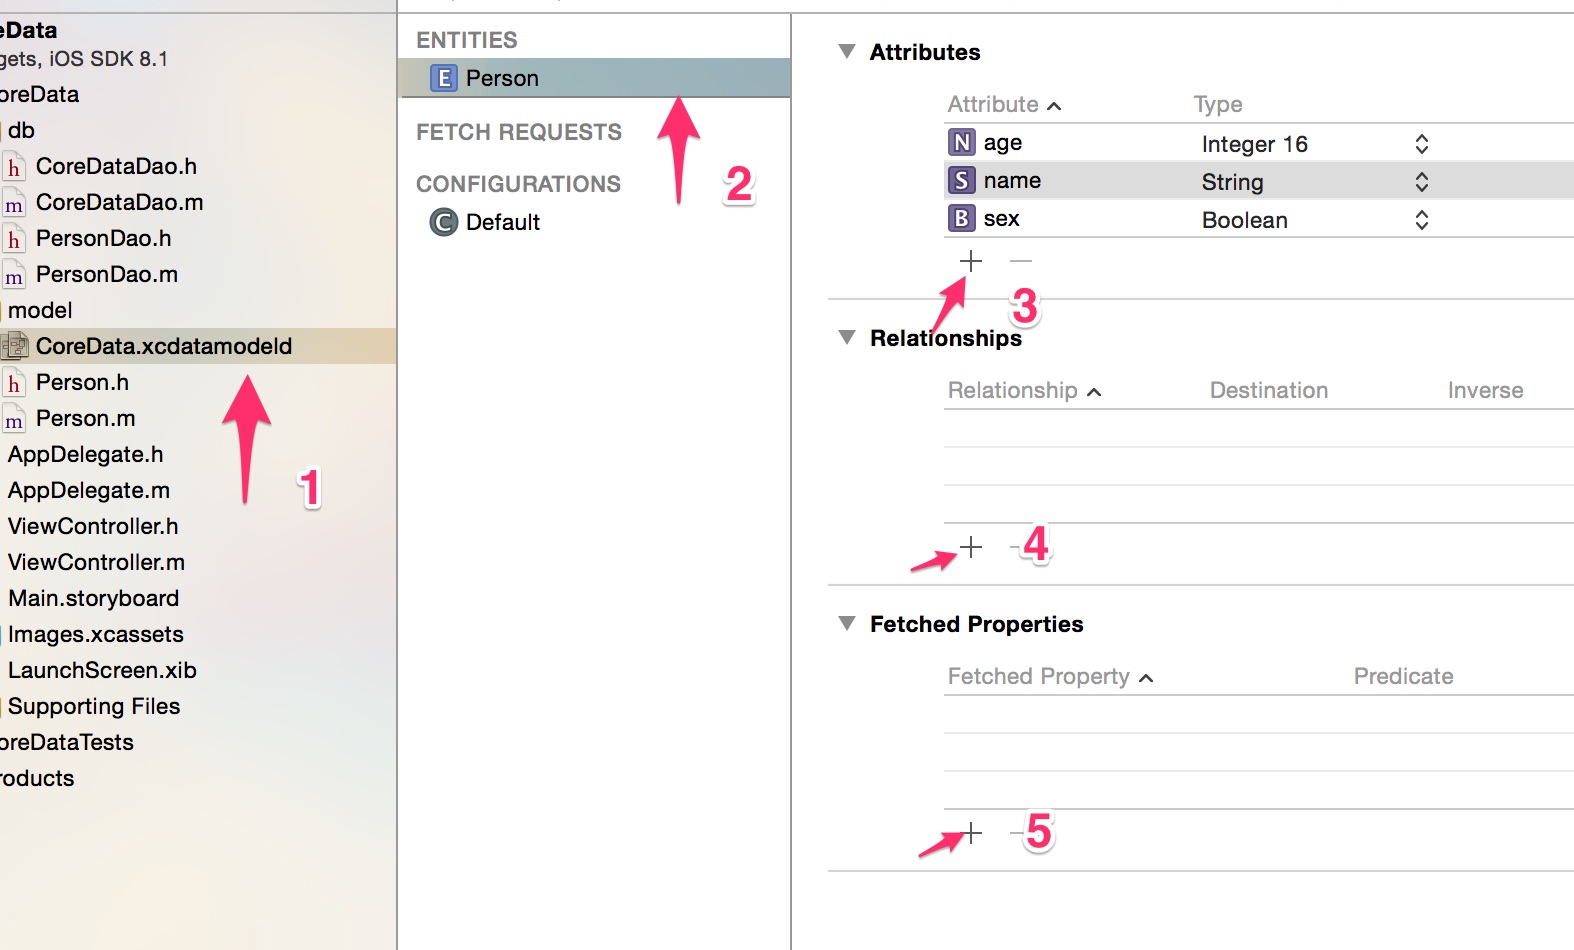 eData
gets, iOS SDK 8.1
oreData
db
h CoreDataDao.h
m CoreDataDao.m
h PersonDao.h
m PersonDao.m
model
CoreData.xcdatamodeld
h Person.h
m Person.m
AppDelegate.h
AppDelegate.m
ViewController.h
ViewController.m
Main.storyboard
Images.xcassets
LaunchScreen.xib
Supporting Files
oreDataTests
roducts
1
ENTITIES
E Person
FETCH REQUESTS
CONFIGURATIONS
C Default
2
Attributes
Attribute Type
N age Integer 16
S name String
B sex Boolean
+ −
3
Relationships
Relationship Destination Inverse
+ − 4
Fetched Properties
Fetched Property Predicate
+ − 5